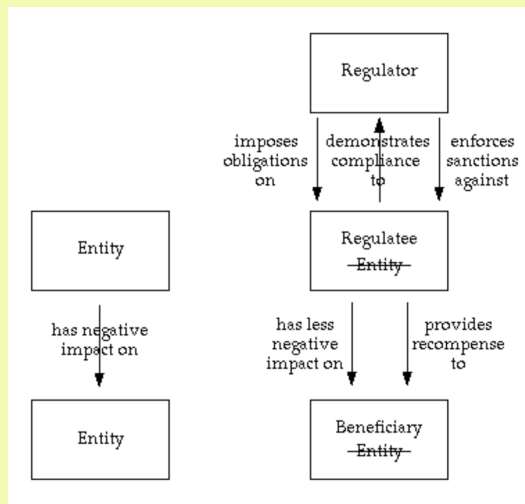 Regulator
imposes
obligations
on
demonstrates
compliance
to
enforces
sanctions
against
Entity
Regulatee
Entity
has negative
impact on
has less
negative
impact on
provides
recompense
to
Entity
Beneficiary
Entity